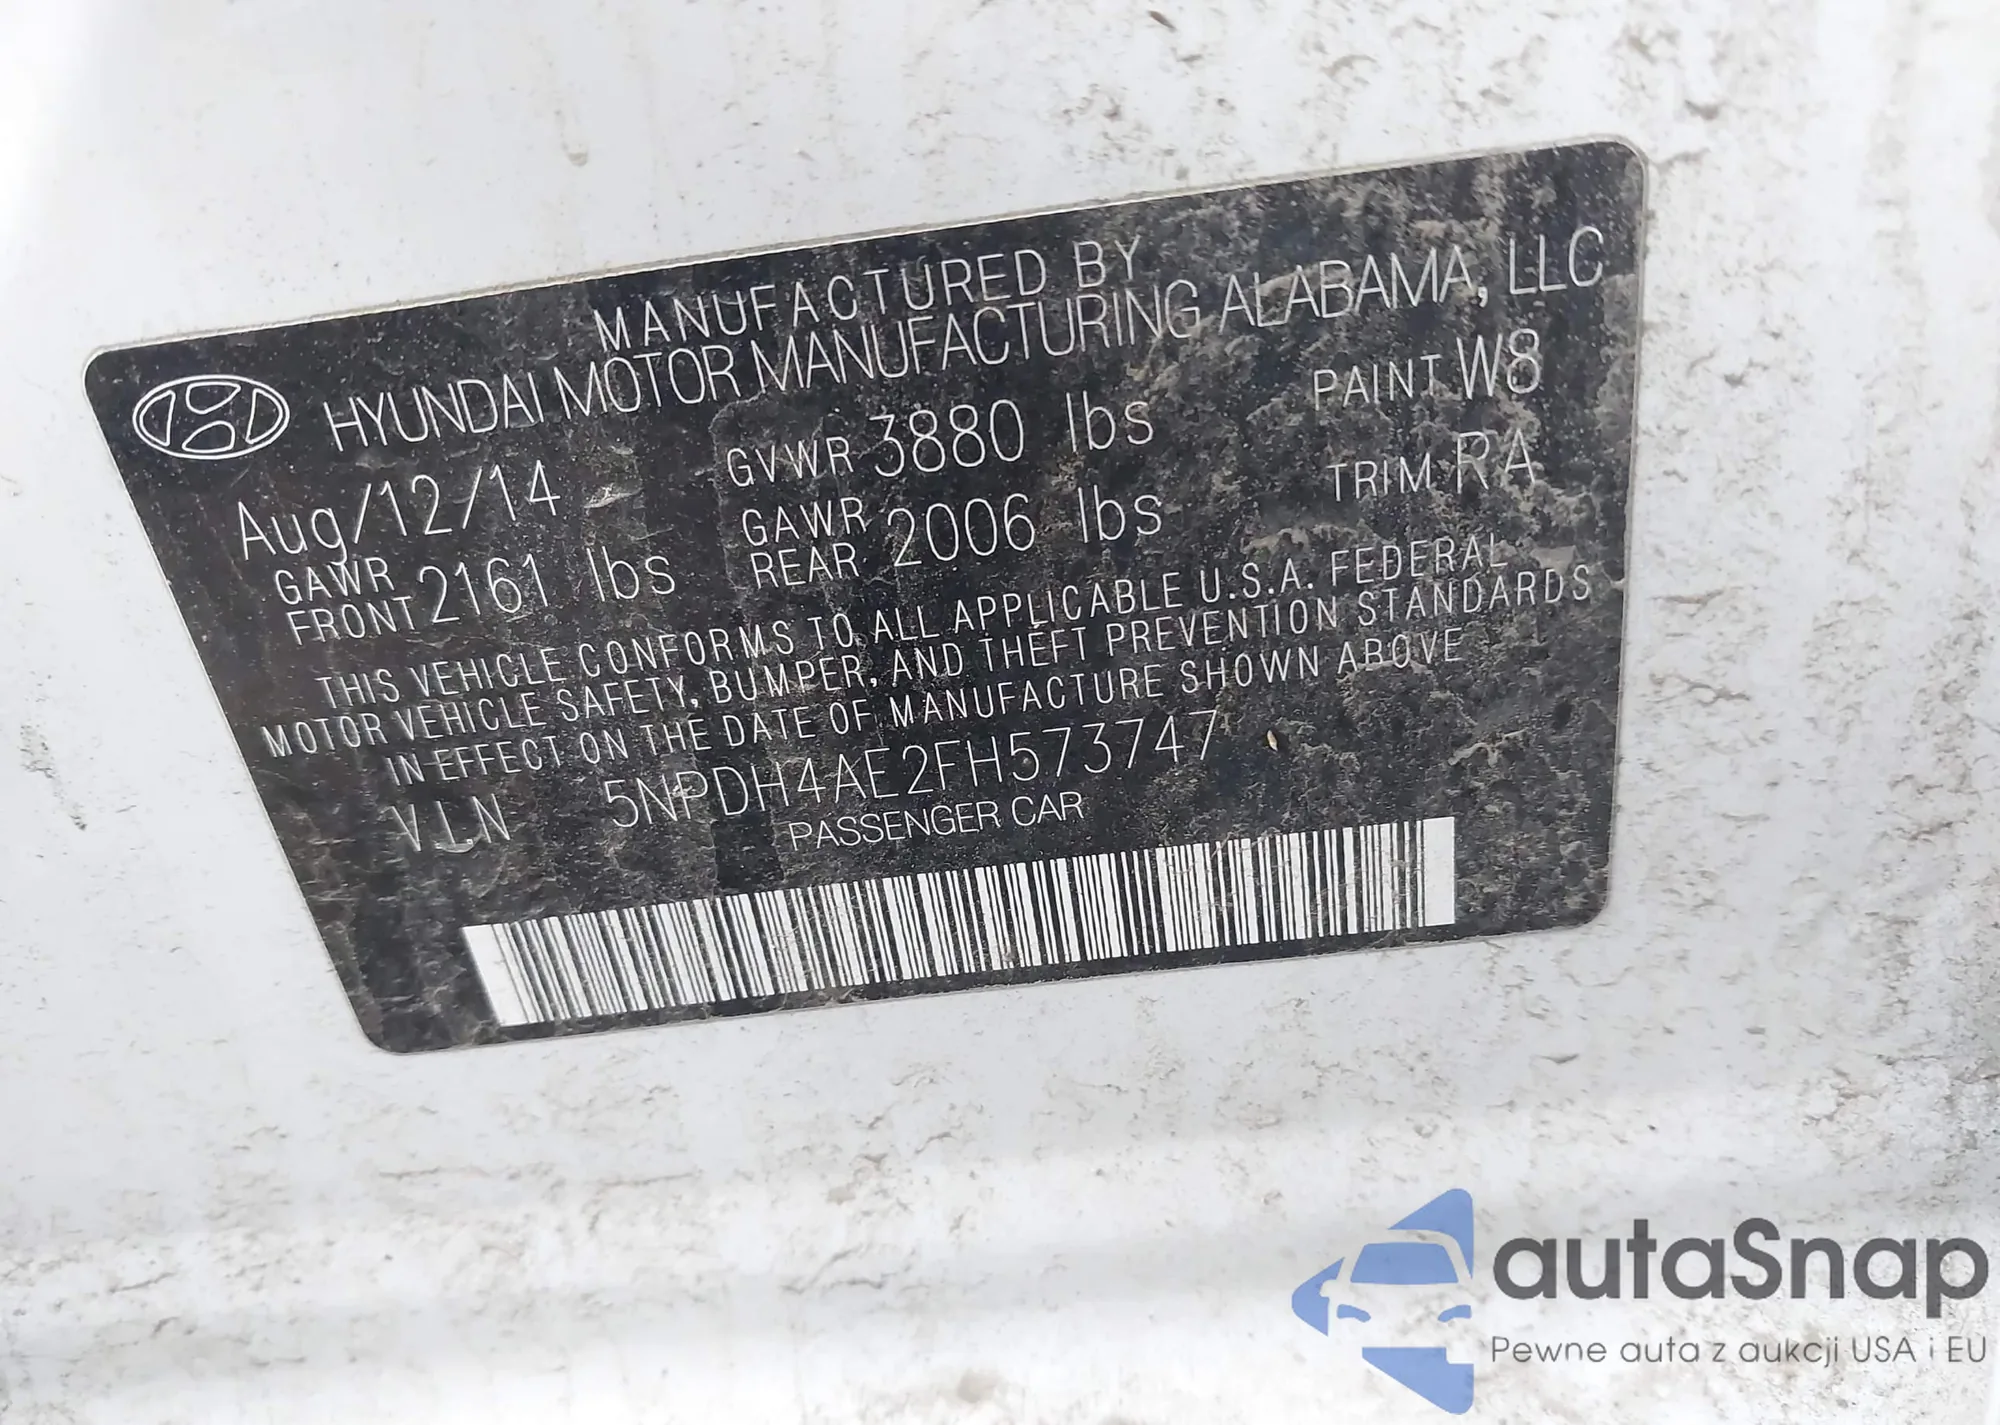 MANUFACTURED BY
HYUNDAI MOTOR MANUFACTURING ALABAMA, LLC
Aug/12/14 GVWR 3880 lbs PAINT W8
GAWR FRONT 2161 lbs GAWR REAR 2006 lbs TRIM RA
THIS VEHICLE CONFORMS TO ALL APPLICABLE U.S.A. FEDERAL
MOTOR VEHICLE SAFETY, BUMPER, AND THEFT PREVENTION STANDARDS
IN EFFECT ON THE DATE OF MANUFACTURE SHOWN ABOVE
V.I.N 5NPDH4AE2FH573747
PASSENGER CAR
autaSnap
Pewne auta z aukcji USA i EU